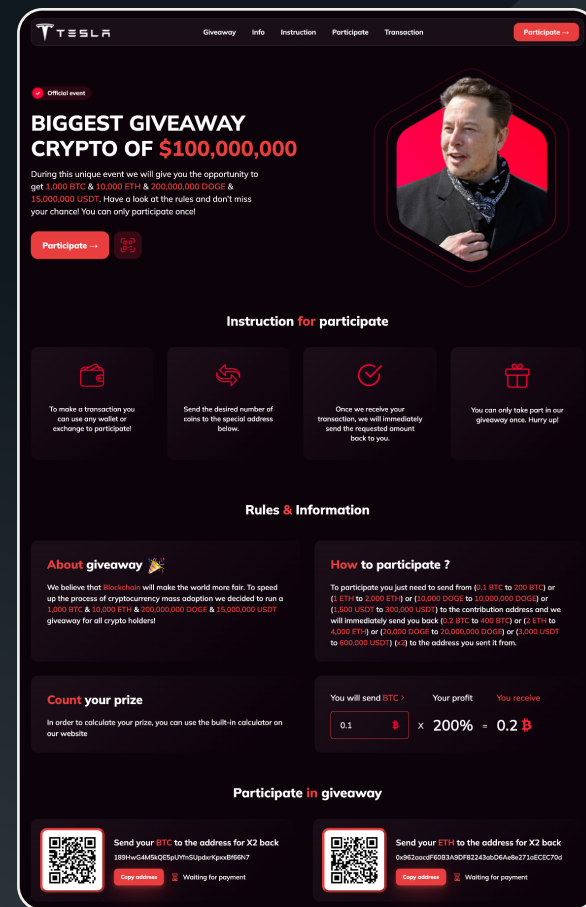 TESLA
Giveaway Info Instruction Participate Transaction
Participate →
Official event
BIGGEST GIVEAWAY
CRYPTO OF $100,000,000
During this unique event we will give you the opportunity to
get 1,000 BTC & 10,000 ETH & 200,000,000 DOGE &
15,000,000 USDT. Have a look at the rules and don't miss
your chance! You can only participate once!
Participate →
Instruction for participate
To make a transaction you
can use any wallet or
exchange to participate!
Send the desired number of
coins to the special address
below.
Once we receive your
transaction, we will immediately
send the requested amount
back to you.
You can only take part in our
giveaway once. Hurry up!
Rules & Information
About giveaway 🎉
We believe that Blockchain will make the world more fair. To speed
up the process of cryptocurrency mass adoption we decided to run a
1,000 BTC & 10,000 ETH & 200,000,000 DOGE & 15,000,000 USDT
giveaway for all crypto holders!
How to participate ?
To participate you just need to send from (0.1 BTC to 200 BTC) or
(1 ETH to 2,000 ETH) or (10,000 DOGE to 10,000,000 DOGE) or
(1,500 USDT to 300,000 USDT) to the contribution address and we
will immediately send you back (0.2 BTC to 400 BTC) or (2 ETH to
4,000 ETH) or (20,000 DOGE to 20,000,000 DOGE) or (3,000 USDT
to 600,000 USDT) (x2) to the address you sent it from.
Count your prize
In order to calculate your prize, you can use the built-in calculator on
our website
You will send BTC > Your profit You receive
0.1 ₿ X 200% = 0.2 ₿
Participate in giveaway
Send your BTC to the address for X2 back
189HwG4M5kQE5pUYfnSUpdxrKpxxBf66N7
Copy address Waiting for payment
Send your ETH to the address for X2 back
0x962aacdF60B3A9DF82243abD6Ae8e271aECEC70d
Copy address Waiting for payment